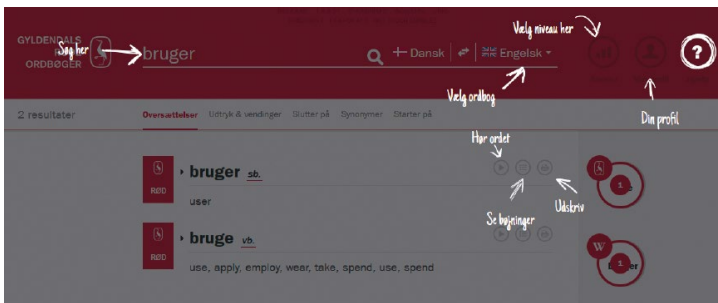 Vælg niveau her
GYLDENDALS
Søg her
ORDBØGER
bruger
Dansk
Engelsk
?
Vælg ordbog
Din profil
2 resultater
Oversættelser Udtryk & vendinger Slutter på Synonymer Starter på
Hør ordet
bruger sb.
RØD
user
1
Se bøjninger
Udskriv
bruge vb.
RØD
use, apply, employ, wear, take, spend, use, spend
W
1